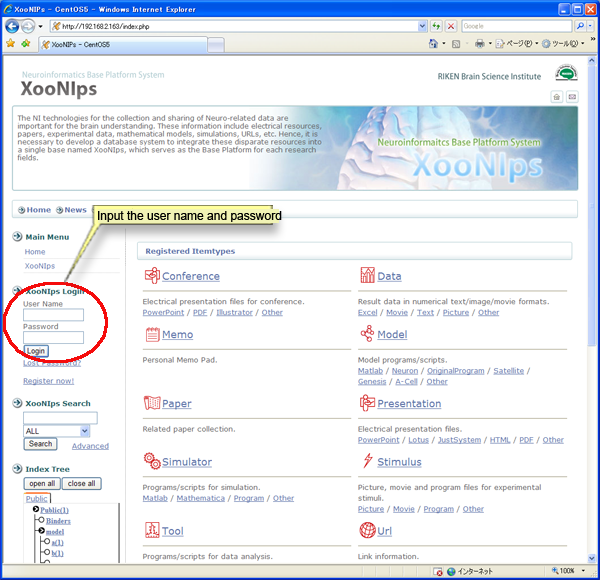 XooNIPs - CentOS5 - Windows Internet Explorer
http://192.168.2.163/index.php
Google
XooNIPs - CentOS5
ページ(P)
ツール(O)
Neuroinformatics Base Platform System
XooNIps
RIKEN Brain Science Institute
The NI technologies for the collection and sharing of Neuro-related data are
important for the brain understanding. These information include electrical resources,
papers, experimental data, mathematical models, simulations, URLs, etc. Hence, it is
necessary to develop a database system to integrate these disparate resources into
a single base named XooNIps, which serves as the Base Platform for each research
fields.
Neuroinformaitcs Base Platform System
XooNIps
Home
News
Input the user name and password
Main Menu
Home
XooNIPs
XooNIPs Login
User Name
Password
Login
Lost Password?
Register now!
XooNIPs Search
ALL
Search
Advanced
Index Tree
open all
close all
Public
Public(1)
Binders
model
a(1)
b(1)
Registered Itemtypes
Conference
Electrical presentation files for conference.
PowerPoint / PDF / Illustrator / Other
Data
Result data in numerical text/image/movie formats.
Excel / Movie / Text / Picture / Other
Memo
Personal Memo Pad.
Model
Model programs/scripts.
Matlab / Neuron / OriginalProgram / Satellite /
Genesis / A-Cell / Other
Paper
Related paper collection.
Presentation
Electrical presentation files.
PowerPoint / Lotus / JustSystem / HTML / PDF / Other
Simulator
Programs/scripts for simulation.
Matlab / Mathematica / Program / Other
Stimulus
Picture, movie and program files for experimental
stimuli.
Picture / Movie / Program / Other
Tool
Programs/scripts for data analysis.
Url
Link information.
インターネット
100%